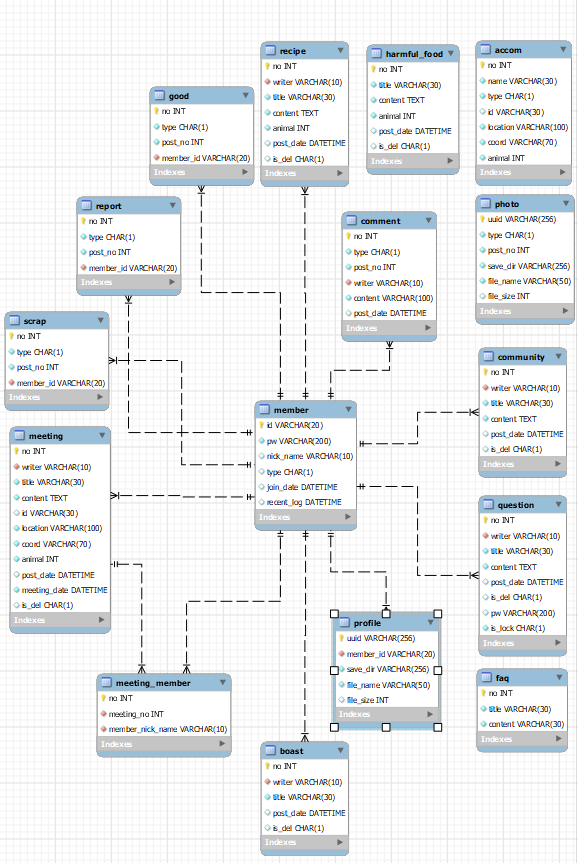 recipe
no INT
writer VARCHAR(10)
title VARCHAR(30)
content TEXT
animal INT
post_date DATETIME
is_del CHAR(1)
Indexes
harmful_food
no INT
title VARCHAR(30)
content TEXT
animal INT
post_date DATETIME
is_del CHAR(1)
Indexes
accom
no INT
name VARCHAR(30)
type CHAR(1)
id VARCHAR(30)
location VARCHAR(100)
coord VARCHAR(70)
animal INT
Indexes
good
no INT
type CHAR(1)
post_no INT
member_id VARCHAR(20)
Indexes
report
no INT
type CHAR(1)
post_no INT
member_id VARCHAR(20)
Indexes
comment
no INT
type CHAR(1)
post_no INT
writer VARCHAR(10)
content VARCHAR(100)
post_date DATETIME
Indexes
photo
uuid VARCHAR(256)
type CHAR(1)
post_no INT
save_dir VARCHAR(256)
file_name VARCHAR(50)
file_size INT
Indexes
scrap
no INT
type CHAR(1)
post_no INT
member_id VARCHAR(20)
Indexes
community
no INT
writer VARCHAR(10)
title VARCHAR(30)
content TEXT
post_date DATETIME
is_del CHAR(1)
Indexes
member
id VARCHAR(20)
pw VARCHAR(200)
nick_name VARCHAR(10)
type CHAR(1)
join_date DATETIME
recent_log DATETIME
Indexes
meeting
no INT
writer VARCHAR(10)
title VARCHAR(30)
content TEXT
id VARCHAR(30)
location VARCHAR(100)
coord VARCHAR(70)
animal INT
post_date DATETIME
meeting_date DATETIME
is_del CHAR(1)
Indexes
question
no INT
writer VARCHAR(10)
title VARCHAR(30)
content TEXT
post_date DATETIME
is_del CHAR(1)
pw VARCHAR(200)
is_lock CHAR(1)
Indexes
profile
uuid VARCHAR(256)
member_id VARCHAR(20)
save_dir VARCHAR(256)
file_name VARCHAR(50)
file_size INT
Indexes
meeting_member
no INT
meeting_no INT
member_nick_name VARCHAR(10)
Indexes
faq
no INT
title VARCHAR(30)
content VARCHAR(30)
Indexes
boast
no INT
writer VARCHAR(10)
title VARCHAR(30)
post_date DATETIME
is_del CHAR(1)
Indexes